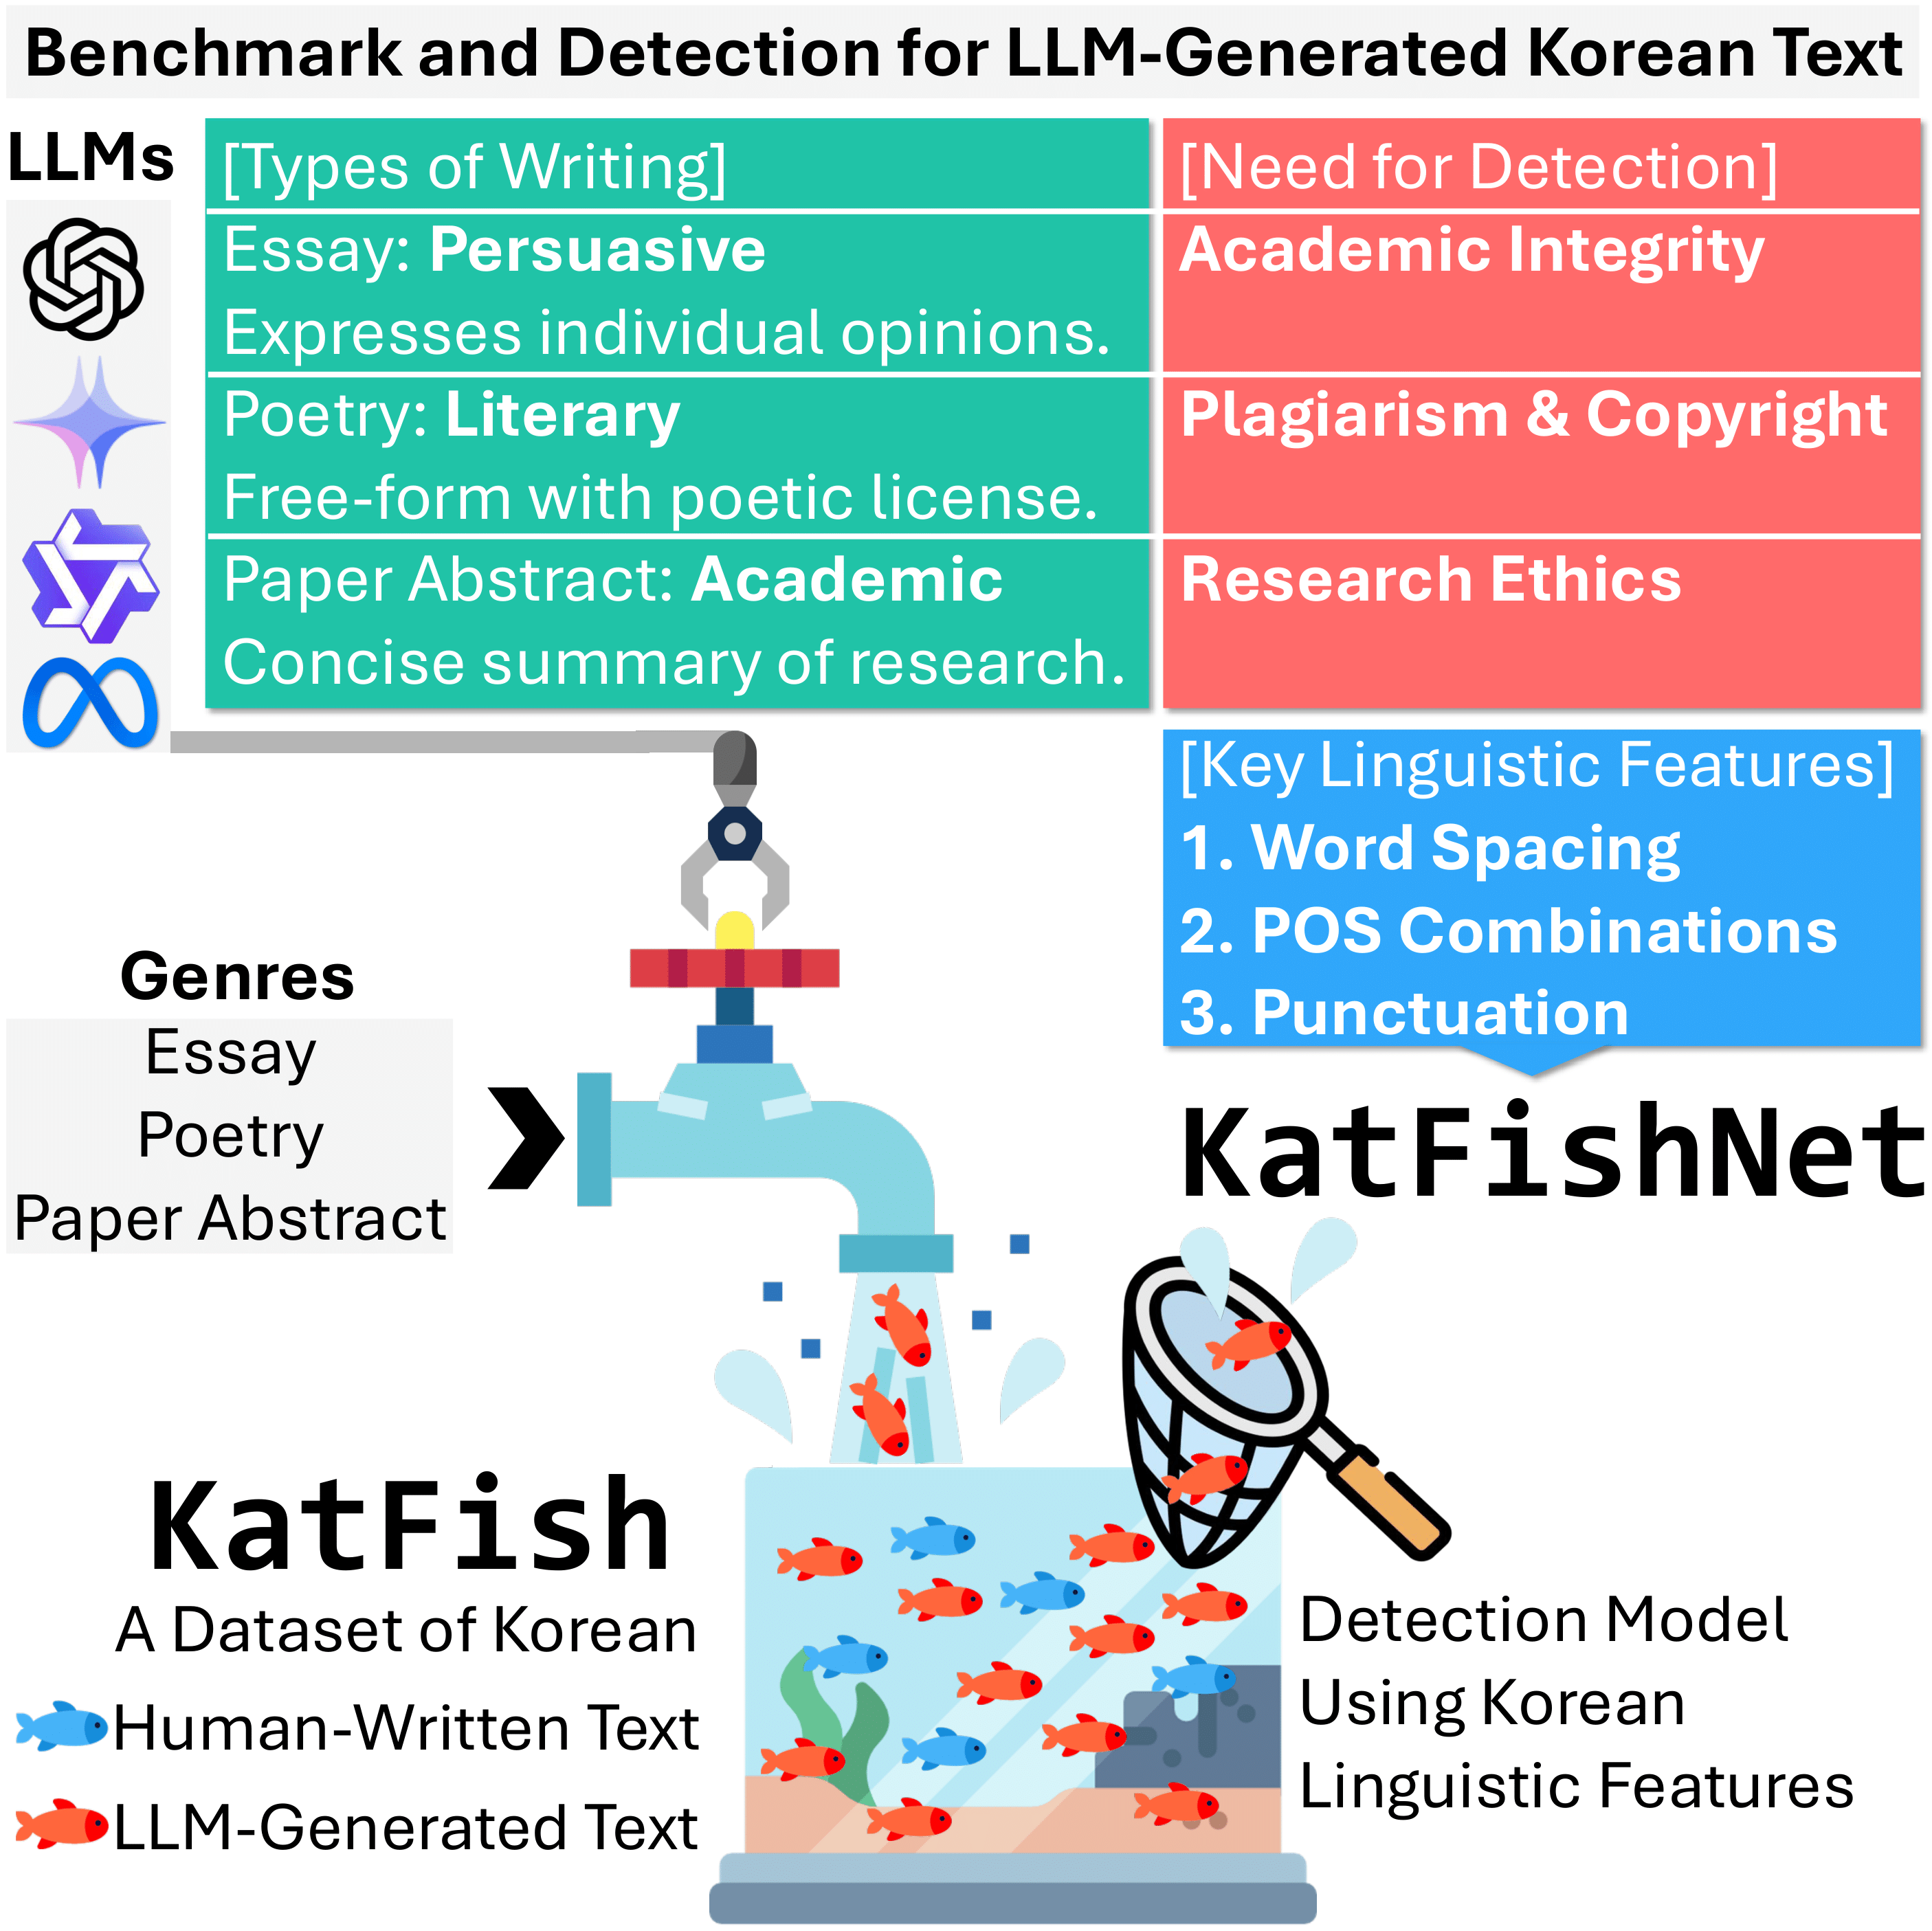 Benchmark and Detection for LLM-Generated Korean Text
LLMs
[Types of Writing]
Essay: Persuasive
Expresses individual opinions.
Poetry: Literary
Free-form with poetic license.
Paper Abstract: Academic
Concise summary of research.
[Need for Detection]
Academic Integrity
Plagiarism & Copyright
Research Ethics
[Key Linguistic Features]
1. Word Spacing
2. POS Combinations
3. Punctuation
Genres
Essay
Poetry
Paper Abstract
KatFishNet
KatFish
A Dataset of Korean
Human-Written Text
LLM-Generated Text
Detection Model
Using Korean
Linguistic Features